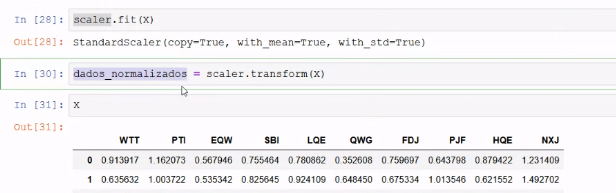 In [28]: scaler.fit(X)
Out[28]: StandardScaler(copy=True, with_mean=True, with_std=True)
In [30]: dados_normalizados = scaler.transform(X)
In [31]: X
Out[31]:
WTT PTI EQW SBI LQE QWG FDJ PJF HQE NXJ
0 0.913917 1.162073 0.567946 0.755464 0.780862 0.352608 0.759697 0.643798 0.879422 1.231409
1 0.635632 1.003722 0.535342 0.825645 0.924109 0.648450 0.675334 1.013546 0.621552 1.492702